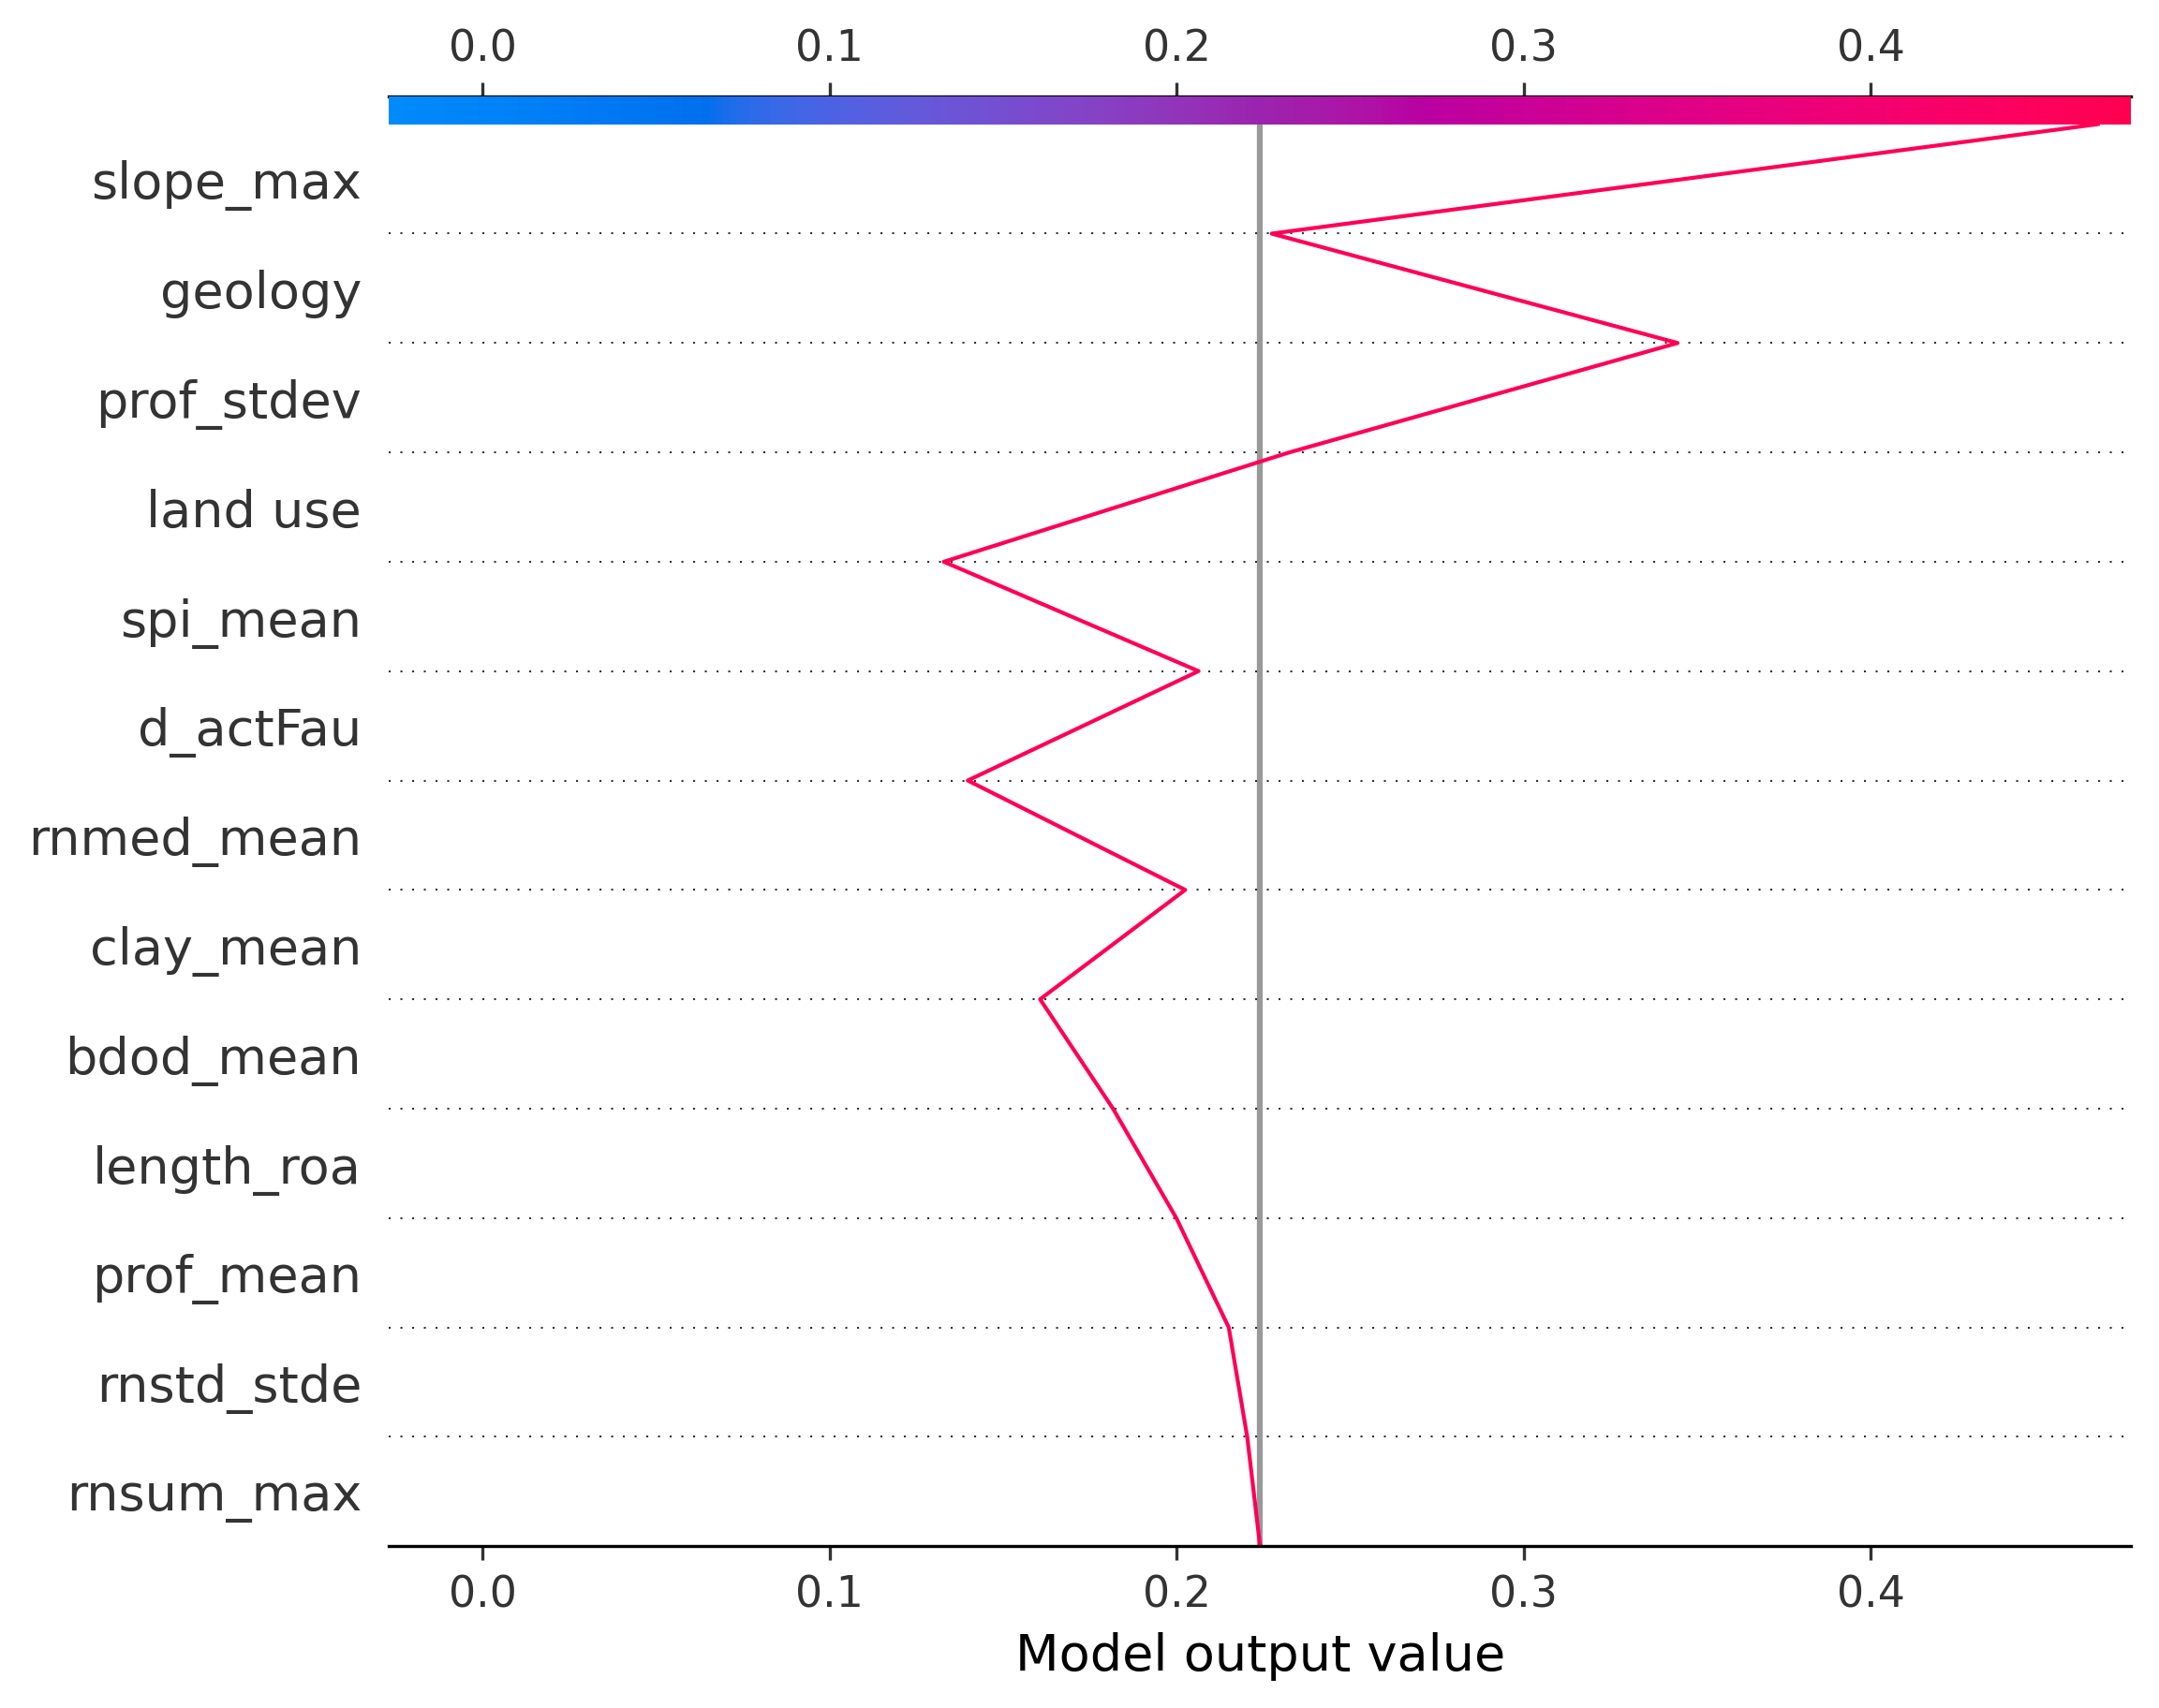 0.0 0.1 0.2 0.3 0.4
slope_max
geology
prof_stdev
land use
spi_mean
d_actFau
rnmed_mean
clay_mean
bdod_mean
length_roa
prof_mean
rnstd_stde
rnsum_max
0.0 0.1 0.2 0.3 0.4
Model output value